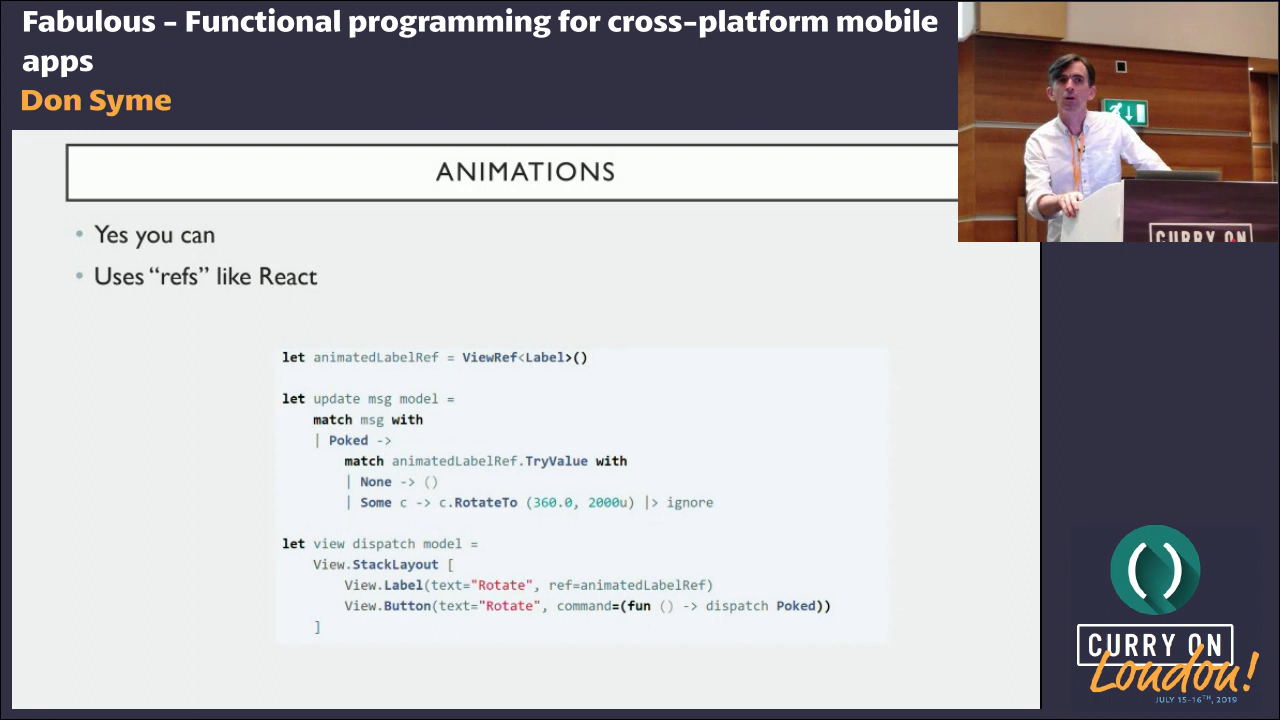 Fabulous – Functional programming for cross-platform mobile
apps
Don Syme
ANIMATIONS
• Yes you can
• Uses “refs” like React
let animatedLabelRef = ViewRef<Label>()
let update msg model =
    match msg with
    | Poked ->
        match animatedLabelRef.TryValue with
        | None -> ()
        | Some c -> c.RotateTo (360.0, 2000u) |> ignore
let view dispatch model =
    View.StackLayout [
        View.Label(text="Rotate", ref=animatedLabelRef)
        View.Button(text="Rotate", command=(fun () -> dispatch Poked))
    ]
CURRY ON
( )
CURRY ON
London!
JULY 15-16TH, 2019